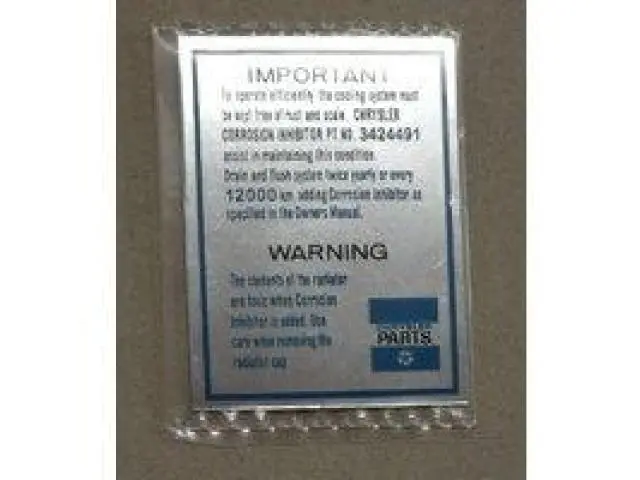 IMPORTANT
To operate efficiently the cooling system must
be kept free of rust and scale. CHRYSLER
CORROSION INHIBITOR PT NO. 3424491
assist in maintaining this condition.
Drain and flush system twice yearly or every
12000 km adding Corrosion Inhibitor as
specified in the Owners Manual.
WARNING
The contents of the radiator
are toxic when Corrosion
Inhibitor is added. Use
care when removing the
radiator cap
CHRYSLER
PARTS